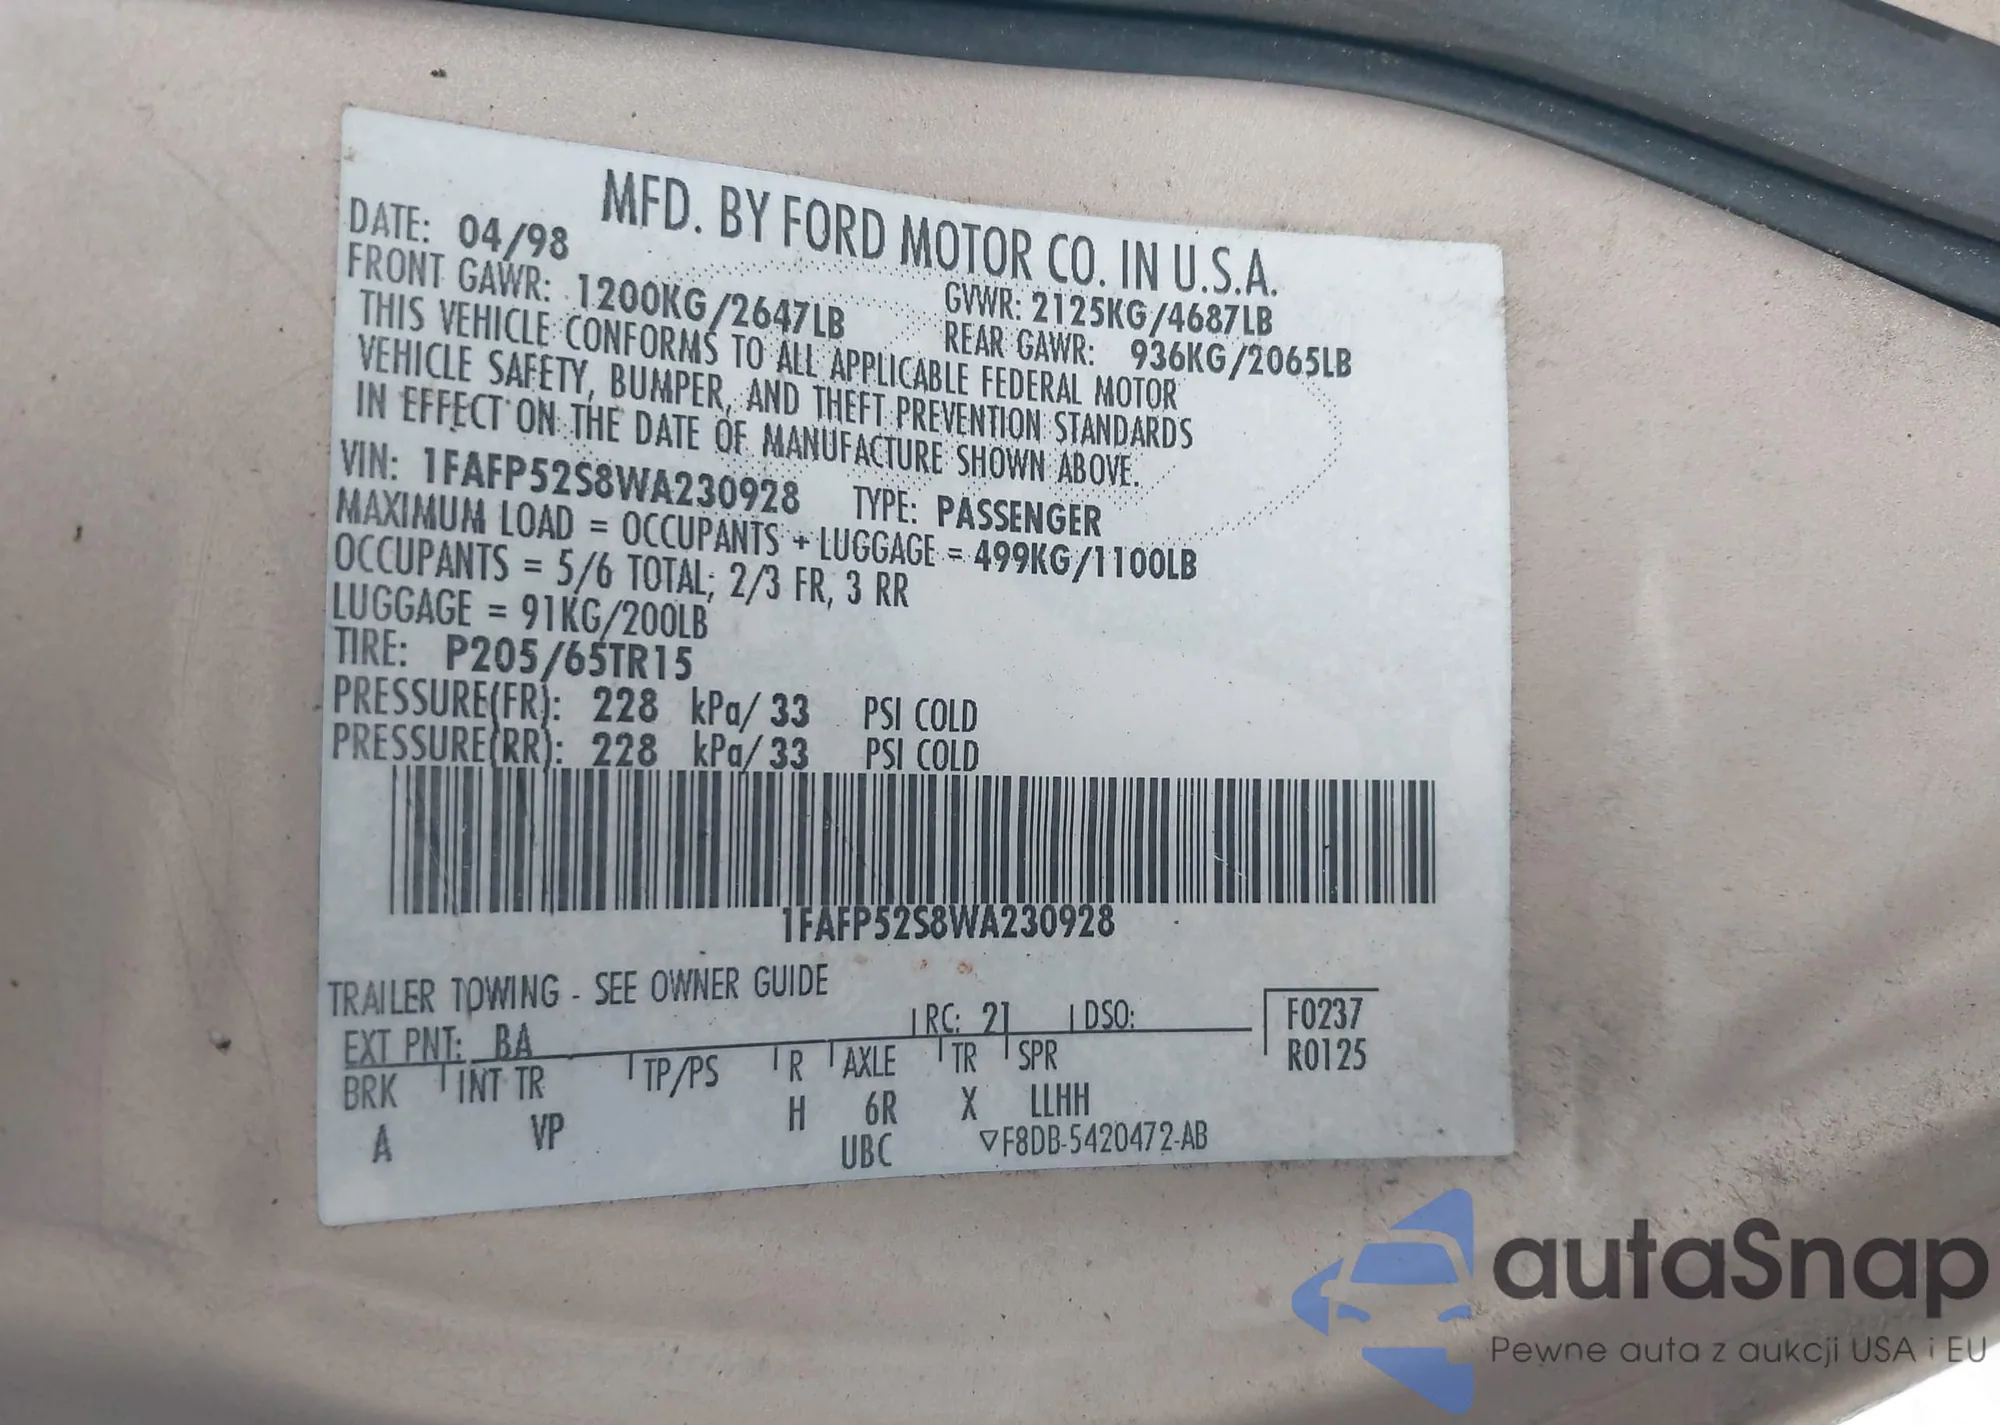 MFD. BY FORD MOTOR CO. IN U.S.A.
DATE: 04/98 GVWR: 2125KG/4687LB
FRONT GAWR: 1200KG/2647LB REAR GAWR: 936KG/2065LB
THIS VEHICLE CONFORMS TO ALL APPLICABLE FEDERAL MOTOR
VEHICLE SAFETY, BUMPER, AND THEFT PREVENTION STANDARDS
IN EFFECT ON THE DATE OF MANUFACTURE SHOWN ABOVE.
VIN: 1FAFP52S8WA230928 TYPE: PASSENGER
MAXIMUM LOAD = OCCUPANTS + LUGGAGE = 499KG/1100LB
OCCUPANTS = 5/6 TOTAL; 2/3 FR, 3 RR
LUGGAGE = 91KG/200LB
TIRE: P205/65TR15
PRESSURE(FR): 228 kPa/ 33 PSI COLD
PRESSURE(RR): 228 kPa/ 33 PSI COLD
1FAFP52S8WA230928
TRAILER TOWING - SEE OWNER GUIDE
EXT PNT: BA RC: 21 DSO: F0237
BRK INT TR TP/PS R AXLE TR SPR R0125
A VP H 6R X LLHH
UBC ▽F8DB-5420472-AB
autaSnap
Pewne auta z aukcji USA i EU